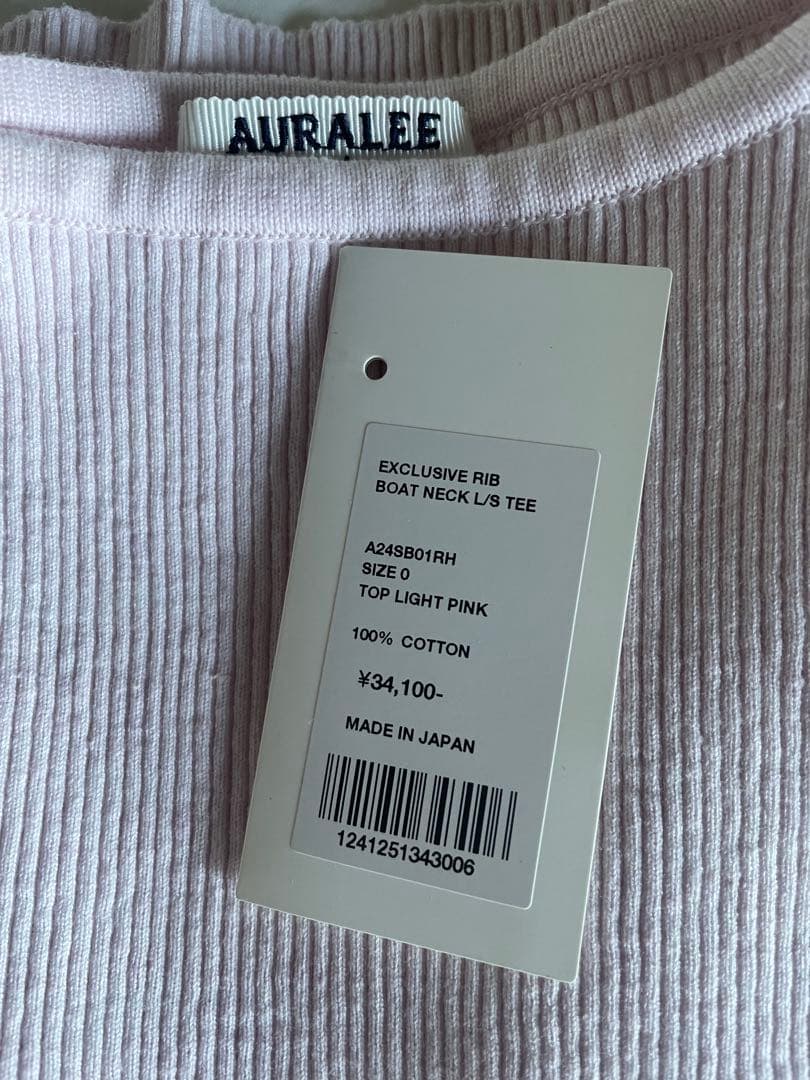 AURALEE
EXCLUSIVE RIB
BOAT NECK L/S TEE
A24SB01RH
SIZE 0
TOP LIGHT PINK
100% COTTON
¥34,100-
MADE IN JAPAN
1241251343006